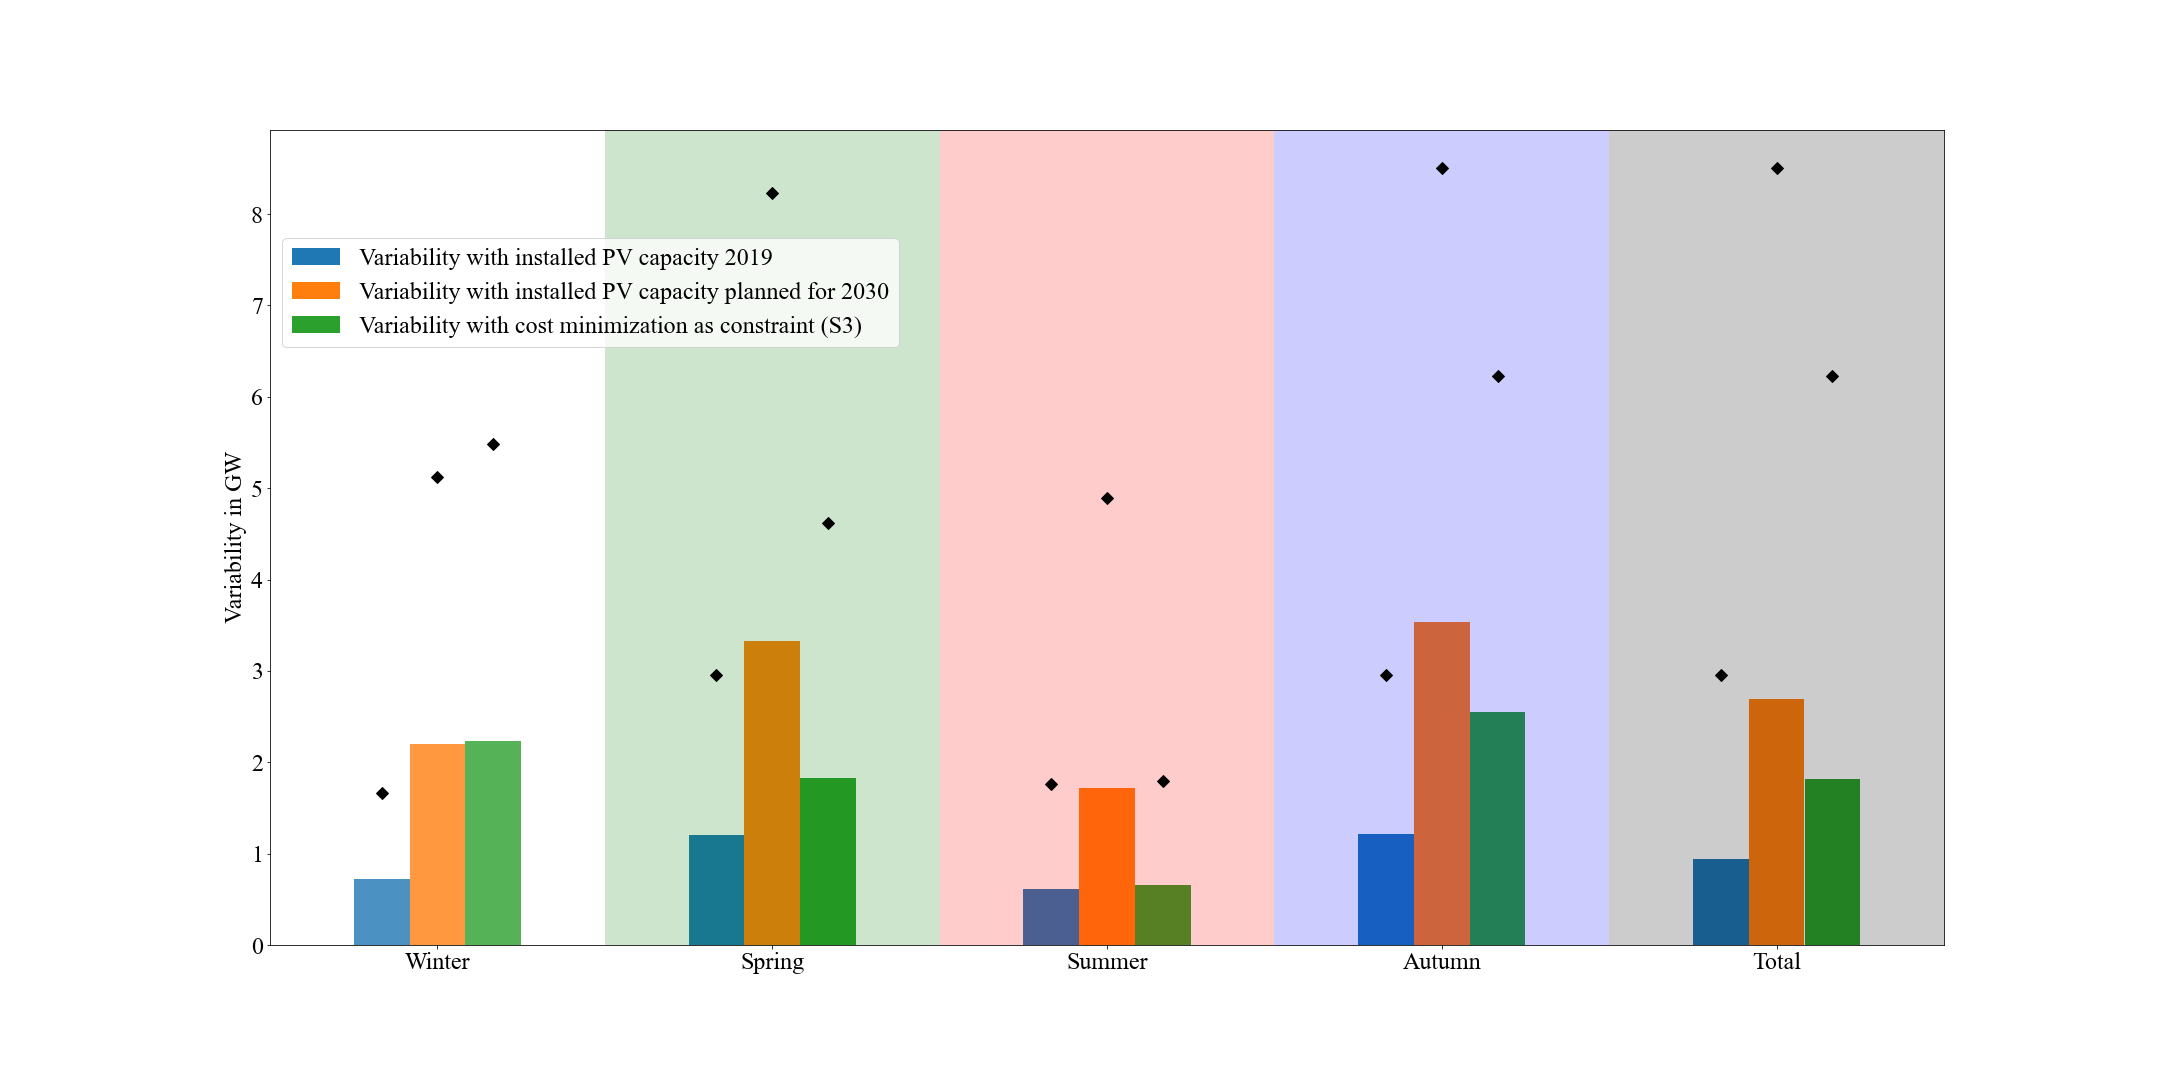 8
7
6
5
4
3
2
1
0
Variability in GW
Variability with installed PV capacity 2019
Variability with installed PV capacity planned for 2030
Variability with cost minimization as constraint (S3)
Winter
Spring
Summer
Autumn
Total